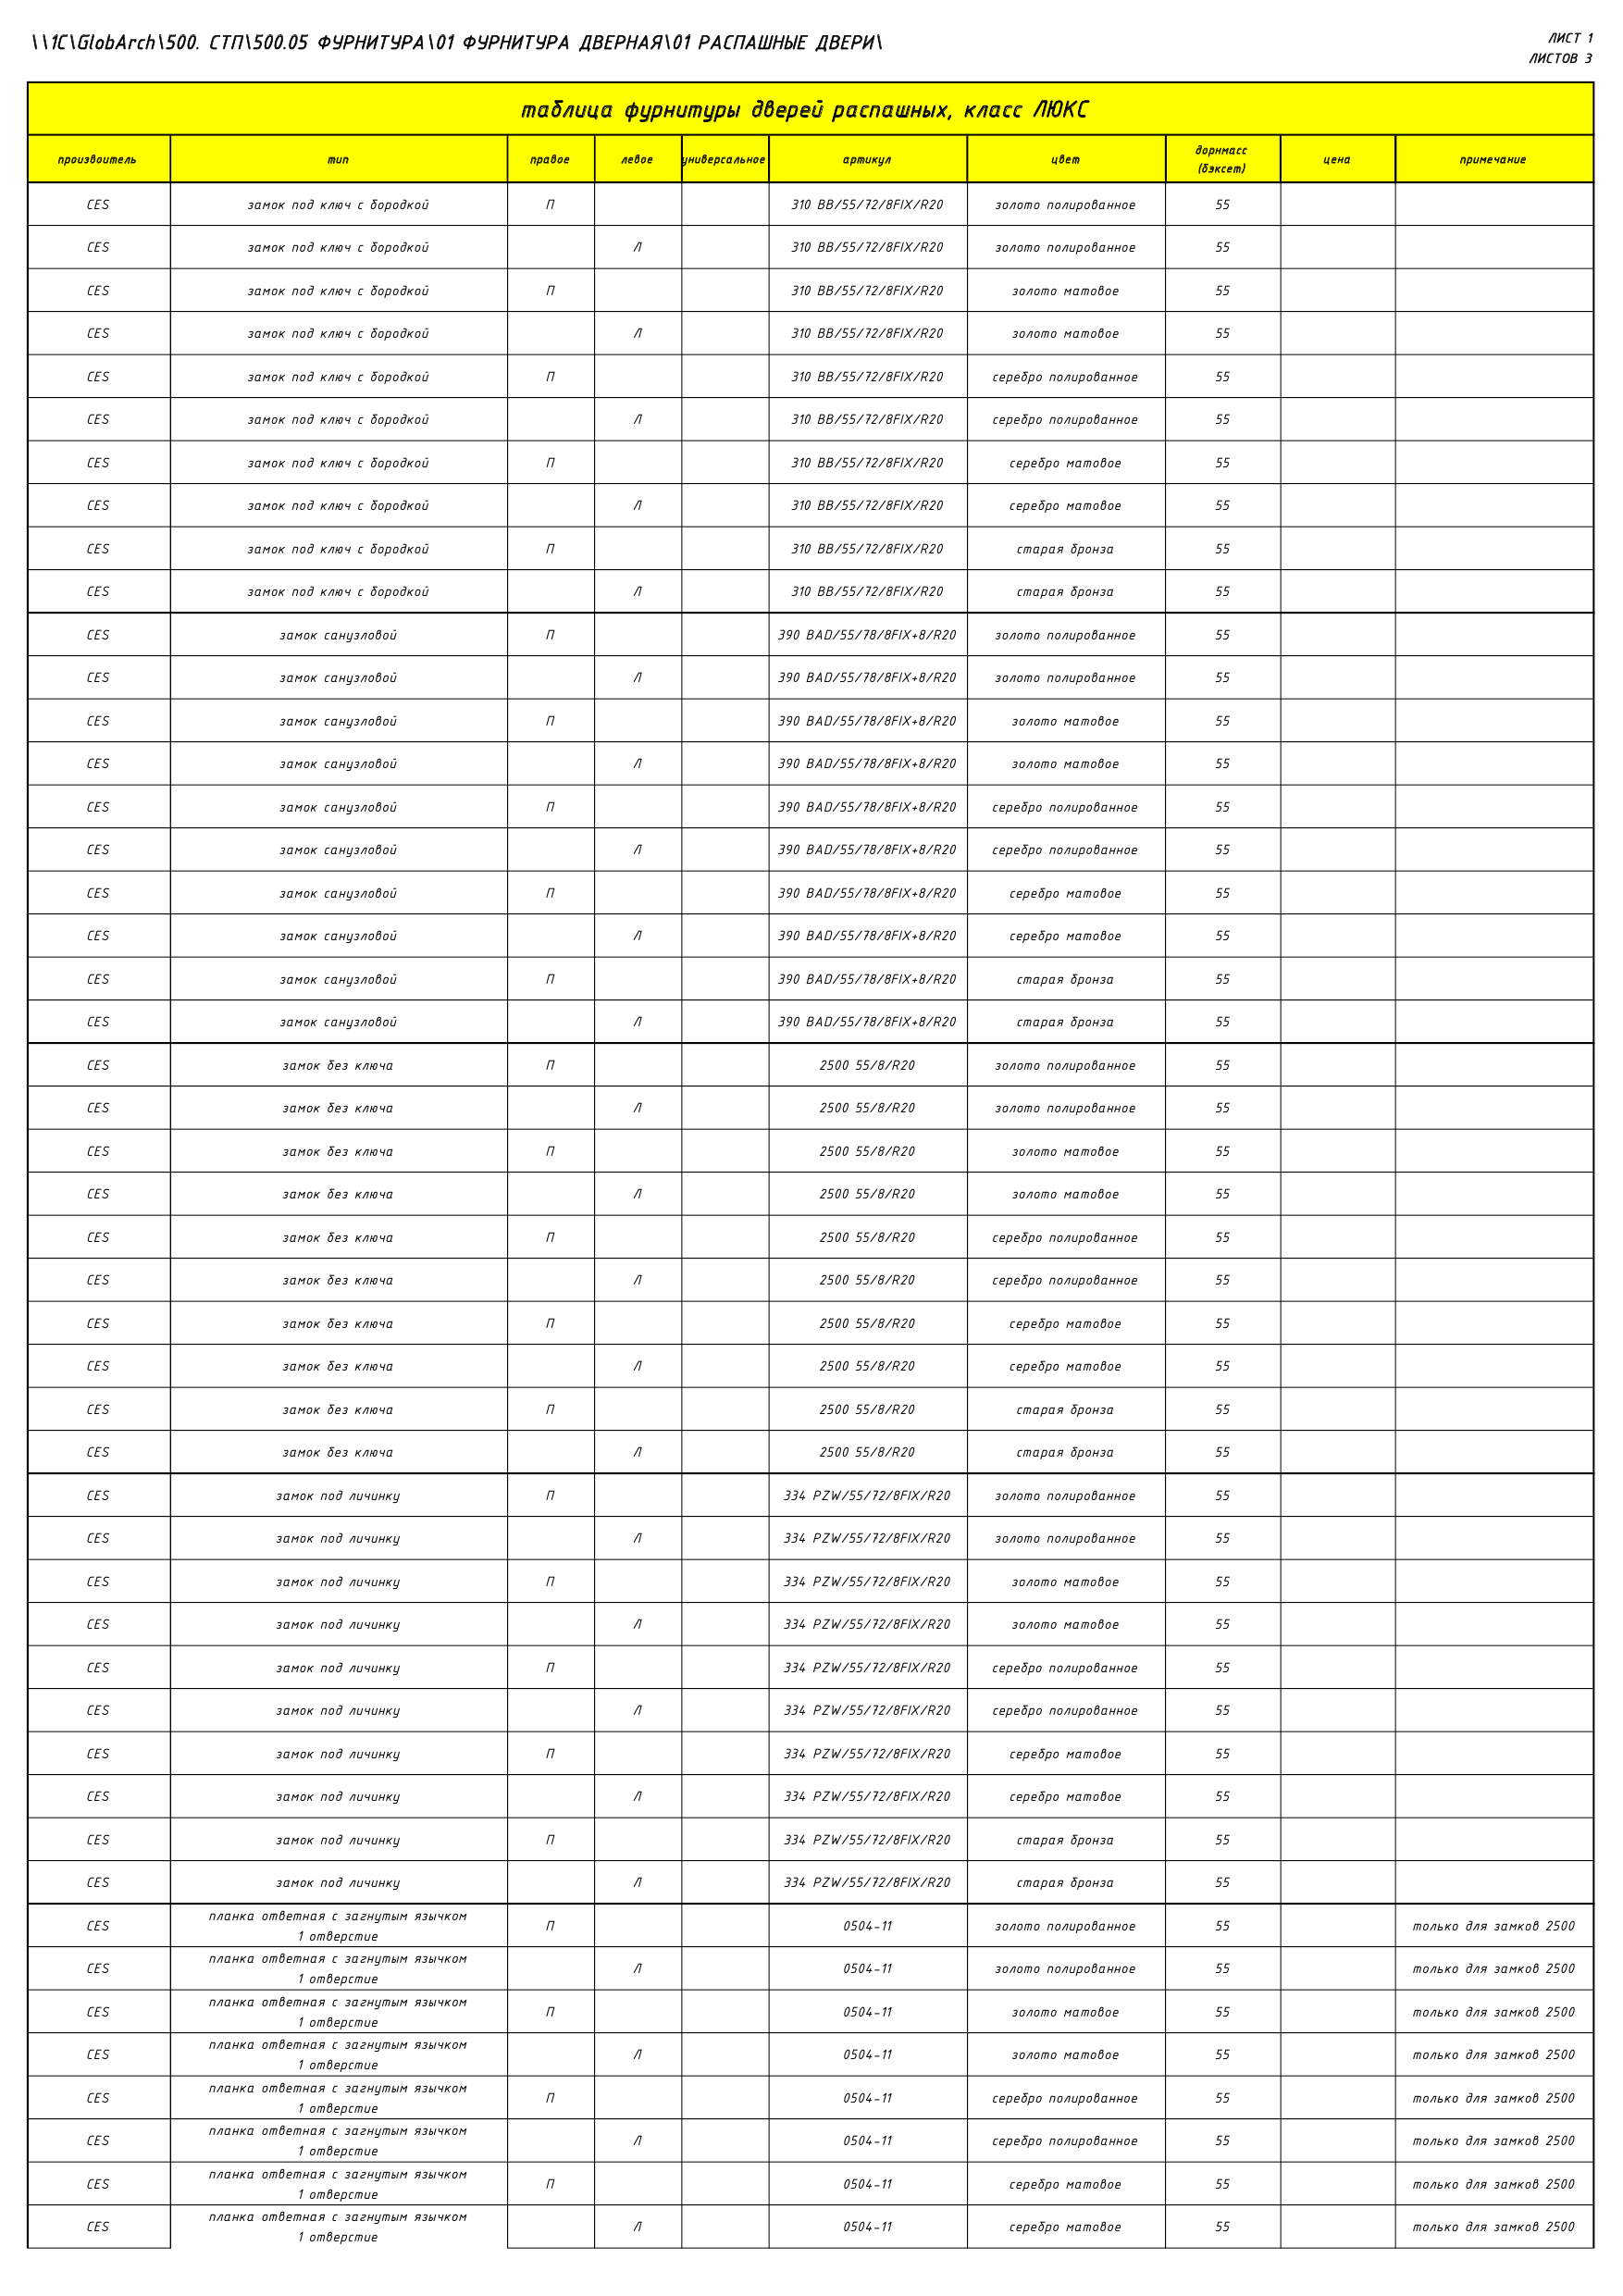 \\1C\GlobArch\500. СТП\500.05 ФУРНИТУРА\01 ФУРНИТУРА ДВЕРНАЯ\01 РАСПАШНЫЕ ДВЕРИ\
ЛИСТ 1
ЛИСТОВ 3
таблица фурнитуры дверей распашных, класс ЛЮКС
произвоитель тип правое левое универсальное артикул цвет дорнмасс (бэксет) цена примечание
CES замок под ключ с бородкой П 310 BB/55/72/8FIX/R20 золото полированное 55
CES замок под ключ с бородкой Л 310 BB/55/72/8FIX/R20 золото полированное 55
CES замок под ключ с бородкой П 310 BB/55/72/8FIX/R20 золото матовое 55
CES замок под ключ с бородкой Л 310 BB/55/72/8FIX/R20 золото матовое 55
CES замок под ключ с бородкой П 310 BB/55/72/8FIX/R20 серебро полированное 55
CES замок под ключ с бородкой Л 310 BB/55/72/8FIX/R20 серебро полированное 55
CES замок под ключ с бородкой П 310 BB/55/72/8FIX/R20 серебро матовое 55
CES замок под ключ с бородкой Л 310 BB/55/72/8FIX/R20 серебро матовое 55
CES замок под ключ с бородкой П 310 BB/55/72/8FIX/R20 старая бронза 55
CES замок под ключ с бородкой Л 310 BB/55/72/8FIX/R20 старая бронза 55
CES замок санузловой П 390 BAD/55/78/8FIX+8/R20 золото полированное 55
CES замок санузловой Л 390 BAD/55/78/8FIX+8/R20 золото полированное 55
CES замок санузловой П 390 BAD/55/78/8FIX+8/R20 золото матовое 55
CES замок санузловой Л 390 BAD/55/78/8FIX+8/R20 золото матовое 55
CES замок санузловой П 390 BAD/55/78/8FIX+8/R20 серебро полированное 55
CES замок санузловой Л 390 BAD/55/78/8FIX+8/R20 серебро полированное 55
CES замок санузловой П 390 BAD/55/78/8FIX+8/R20 серебро матовое 55
CES замок санузловой Л 390 BAD/55/78/8FIX+8/R20 серебро матовое 55
CES замок санузловой П 390 BAD/55/78/8FIX+8/R20 старая бронза 55
CES замок санузловой Л 390 BAD/55/78/8FIX+8/R20 старая бронза 55
CES замок без ключа П 2500 55/8/R20 золото полированное 55
CES замок без ключа Л 2500 55/8/R20 золото полированное 55
CES замок без ключа П 2500 55/8/R20 золото матовое 55
CES замок без ключа Л 2500 55/8/R20 золото матовое 55
CES замок без ключа П 2500 55/8/R20 серебро полированное 55
CES замок без ключа Л 2500 55/8/R20 серебро полированное 55
CES замок без ключа П 2500 55/8/R20 серебро матовое 55
CES замок без ключа Л 2500 55/8/R20 серебро матовое 55
CES замок без ключа П 2500 55/8/R20 старая бронза 55
CES замок без ключа Л 2500 55/8/R20 старая бронза 55
CES замок под личинку П 334 PZW/55/72/8FIX/R20 золото полированное 55
CES замок под личинку Л 334 PZW/55/72/8FIX/R20 золото полированное 55
CES замок под личинку П 334 PZW/55/72/8FIX/R20 золото матовое 55
CES замок под личинку Л 334 PZW/55/72/8FIX/R20 золото матовое 55
CES замок под личинку П 334 PZW/55/72/8FIX/R20 серебро полированное 55
CES замок под личинку Л 334 PZW/55/72/8FIX/R20 серебро полированное 55
CES замок под личинку П 334 PZW/55/72/8FIX/R20 серебро матовое 55
CES замок под личинку Л 334 PZW/55/72/8FIX/R20 серебро матовое 55
CES замок под личинку П 334 PZW/55/72/8FIX/R20 старая бронза 55
CES замок под личинку Л 334 PZW/55/72/8FIX/R20 старая бронза 55
CES планка ответная с загнутым язычком 1 отверстие П 0504-11 золото полированное 55 только для замков 2500
CES планка ответная с загнутым язычком 1 отверстие Л 0504-11 золото полированное 55 только для замков 2500
CES планка ответная с загнутым язычком 1 отверстие П 0504-11 золото матовое 55 только для замков 2500
CES планка ответная с загнутым язычком 1 отверстие Л 0504-11 золото матовое 55 только для замков 2500
CES планка ответная с загнутым язычком 1 отверстие П 0504-11 серебро полированное 55 только для замков 2500
CES планка ответная с загнутым язычком 1 отверстие Л 0504-11 серебро полированное 55 только для замков 2500
CES планка ответная с загнутым язычком 1 отверстие П 0504-11 серебро матовое 55 только для замков 2500
CES планка ответная с загнутым язычком 1 отверстие Л 0504-11 серебро матовое 55 только для замков 2500